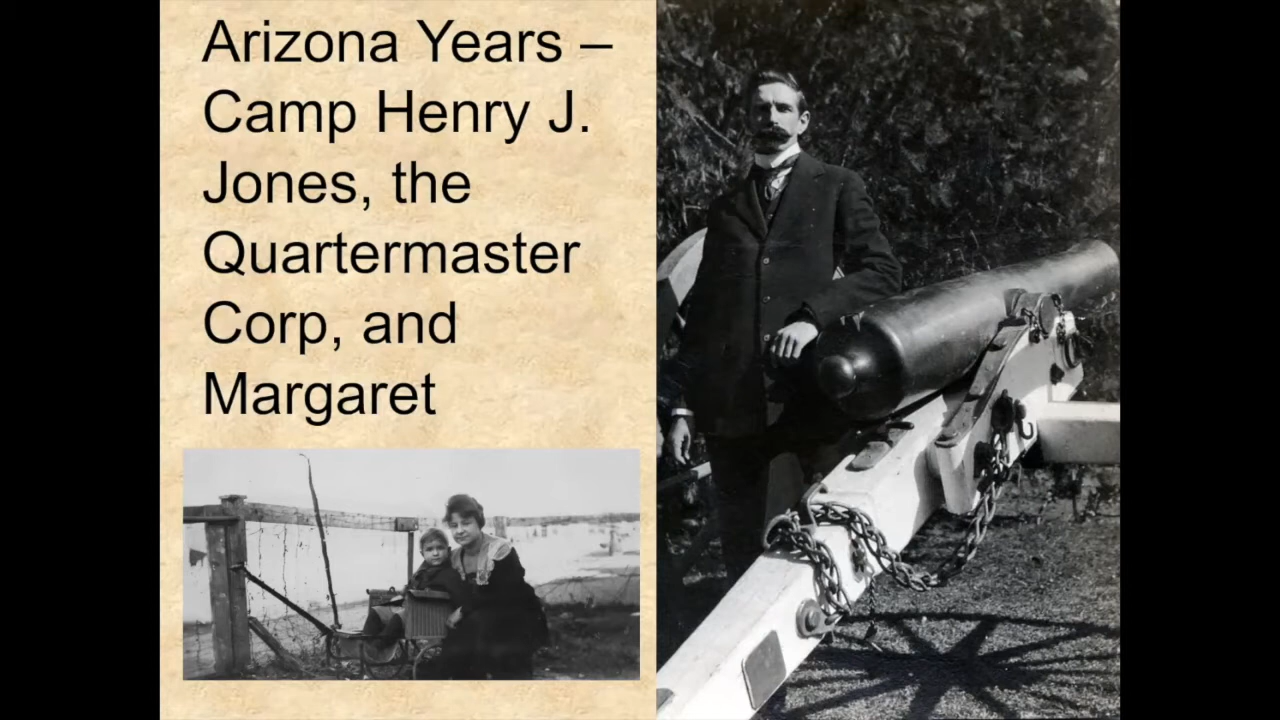 Arizona Years –
Camp Henry J.
Jones, the
Quartermaster
Corp, and
Margaret